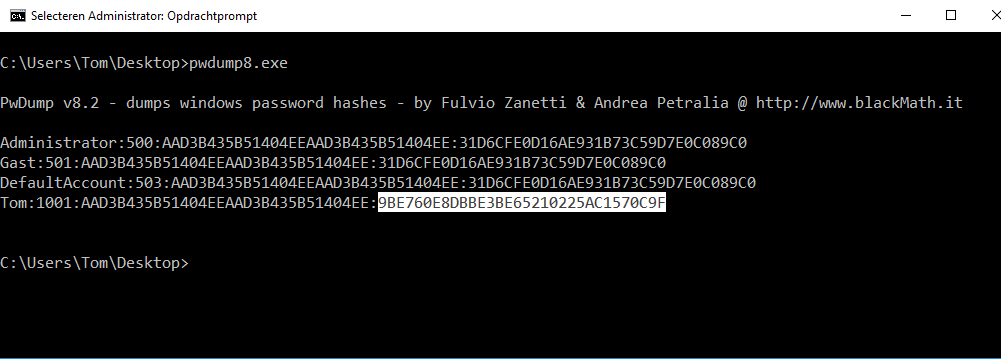 Selecteren Administrator: Opdrachtprompt
C:\Users\Tom\Desktop>pwdump8.exe
PwDump v8.2 - dumps windows password hashes - by Fulvio Zanetti & Andrea Petralia @ http://www.blackMath.it
Administrator:500:AAD3B435B51404EEAAD3B435B51404EE:31D6CFE0D16AE931B73C59D7E0C089C0
Gast:501:AAD3B435B51404EEAAD3B435B51404EE:31D6CFE0D16AE931B73C59D7E0C089C0
DefaultAccount:503:AAD3B435B51404EEAAD3B435B51404EE:31D6CFE0D16AE931B73C59D7E0C089C0
Tom:1001:AAD3B435B51404EEAAD3B435B51404EE:9BE760E8DBBE3BE65210225AC1570C9F
C:\Users\Tom\Desktop>